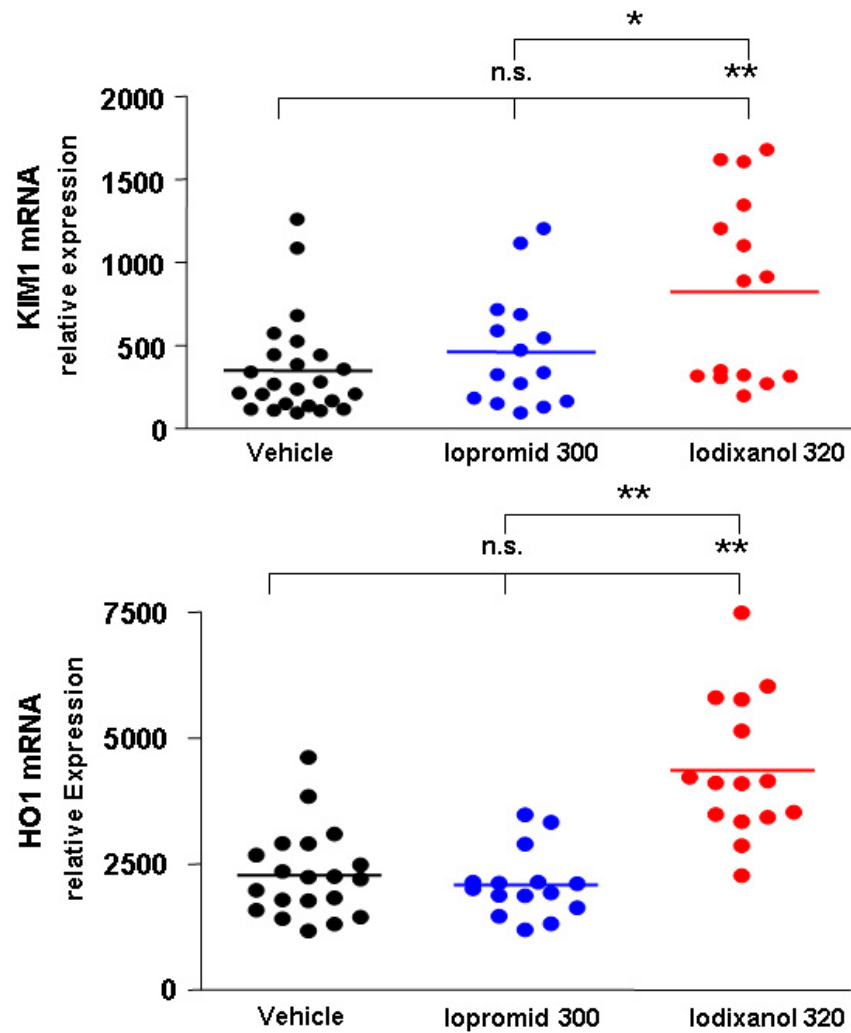 *
n.s.
**
2000
1500
1000
500
0
KIM1 mRNA
relative expression
Vehicle
Iopromid 300
Iodixanol 320
**
n.s.
**
7500
5000
2500
0
HO1 mRNA
relative Expression
Vehicle
Iopromid 300
Iodixanol 320